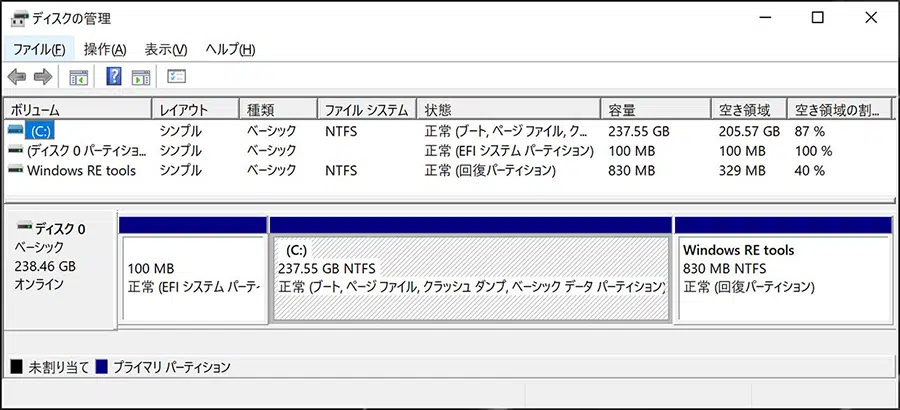 ディスクの管理
ファイル(F) 操作(A) 表示(V) ヘルプ(H)
ボリューム レイアウト 種類 ファイル システム 状態 容量 空き領域 空き領域の割...
(C:) シンプル ベーシック NTFS 正常 (ブート, ページ ファイル, ク... 237.55 GB 205.57 GB 87 %
(ディスク 0 パーティショ... シンプル ベーシック 正常 (EFI システム パーティション) 100 MB 100 MB 100 %
Windows RE tools シンプル ベーシック NTFS 正常 (回復パーティション) 830 MB 329 MB 40 %
ディスク 0
ベーシック
238.46 GB
オンライン
100 MB
正常 (EFI システム パーテ
(C:)
237.55 GB NTFS
正常 (ブート, ページ ファイル, クラッシュ ダンプ, ベーシック データ パーティション)
Windows RE tools
830 MB NTFS
正常 (回復パーティション)
未割り当て プライマリ パーティション